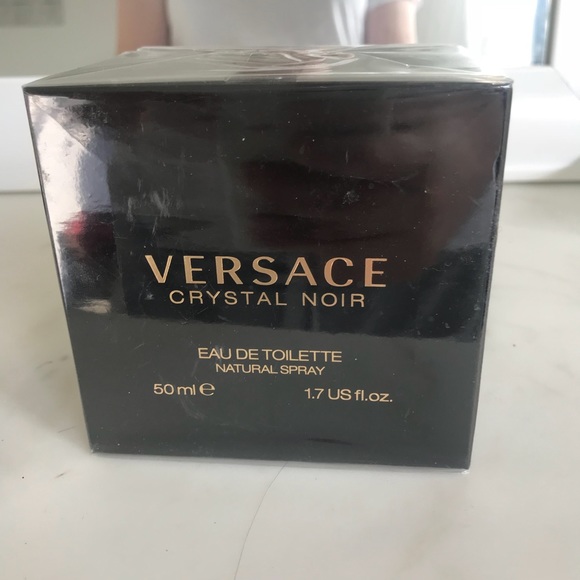 VERSACE
CRYSTAL NOIR
EAU DE TOILETTE
NATURAL SPRAY
50 ml ℮ 1.7 US fl.oz.